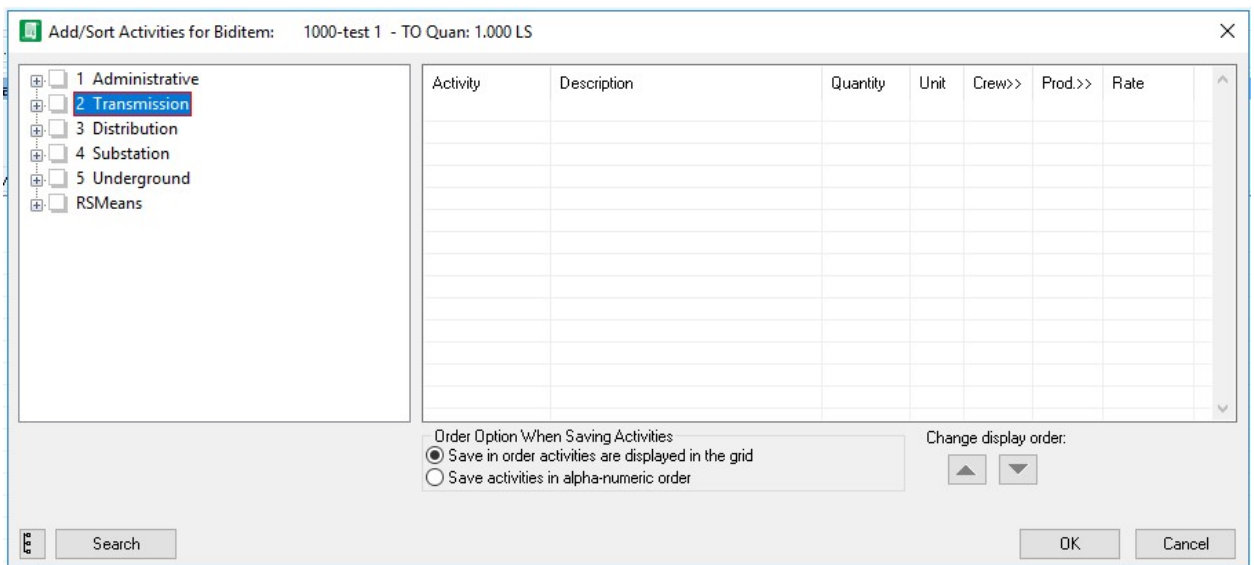 Add/Sort Activities for Biditem: 1000-test 1 - TO Quan: 1.000 LS
1 Administrative
2 Transmission
3 Distribution
4 Substation
5 Underground
RSMeans
Activity Description Quantity Unit Crew>> Prod.>> Rate
Order Option When Saving Activities
Save in order activities are displayed in the grid
Save activities in alpha-numeric order
Change display order:
Search
OK Cancel